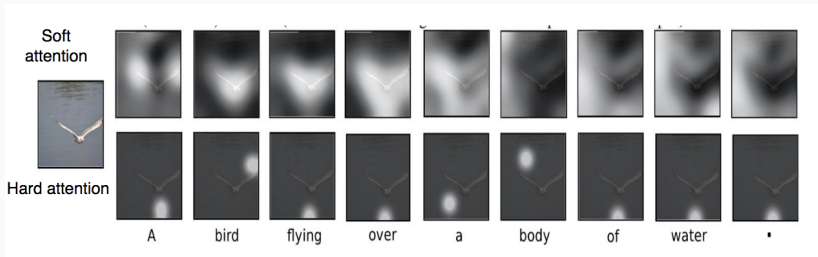 Soft
attention
Hard attention
A bird flying over a body of water .